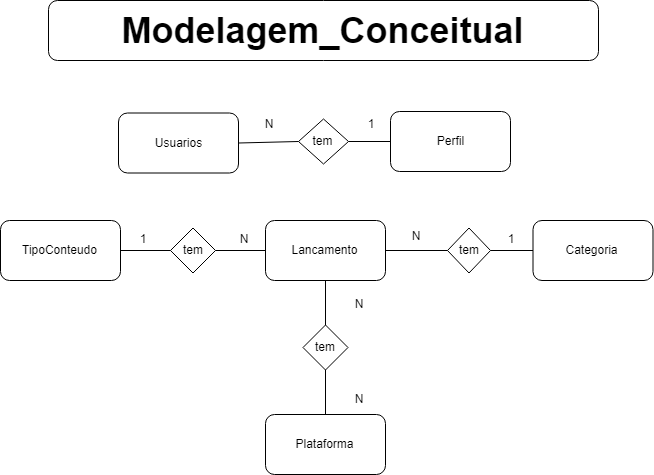 Modelagem_Conceitual
N
1
Usuarios
tem
Perfil
1
N
N
1
TipoConteudo
tem
Lancamento
tem
Categoria
N
tem
N
Plataforma